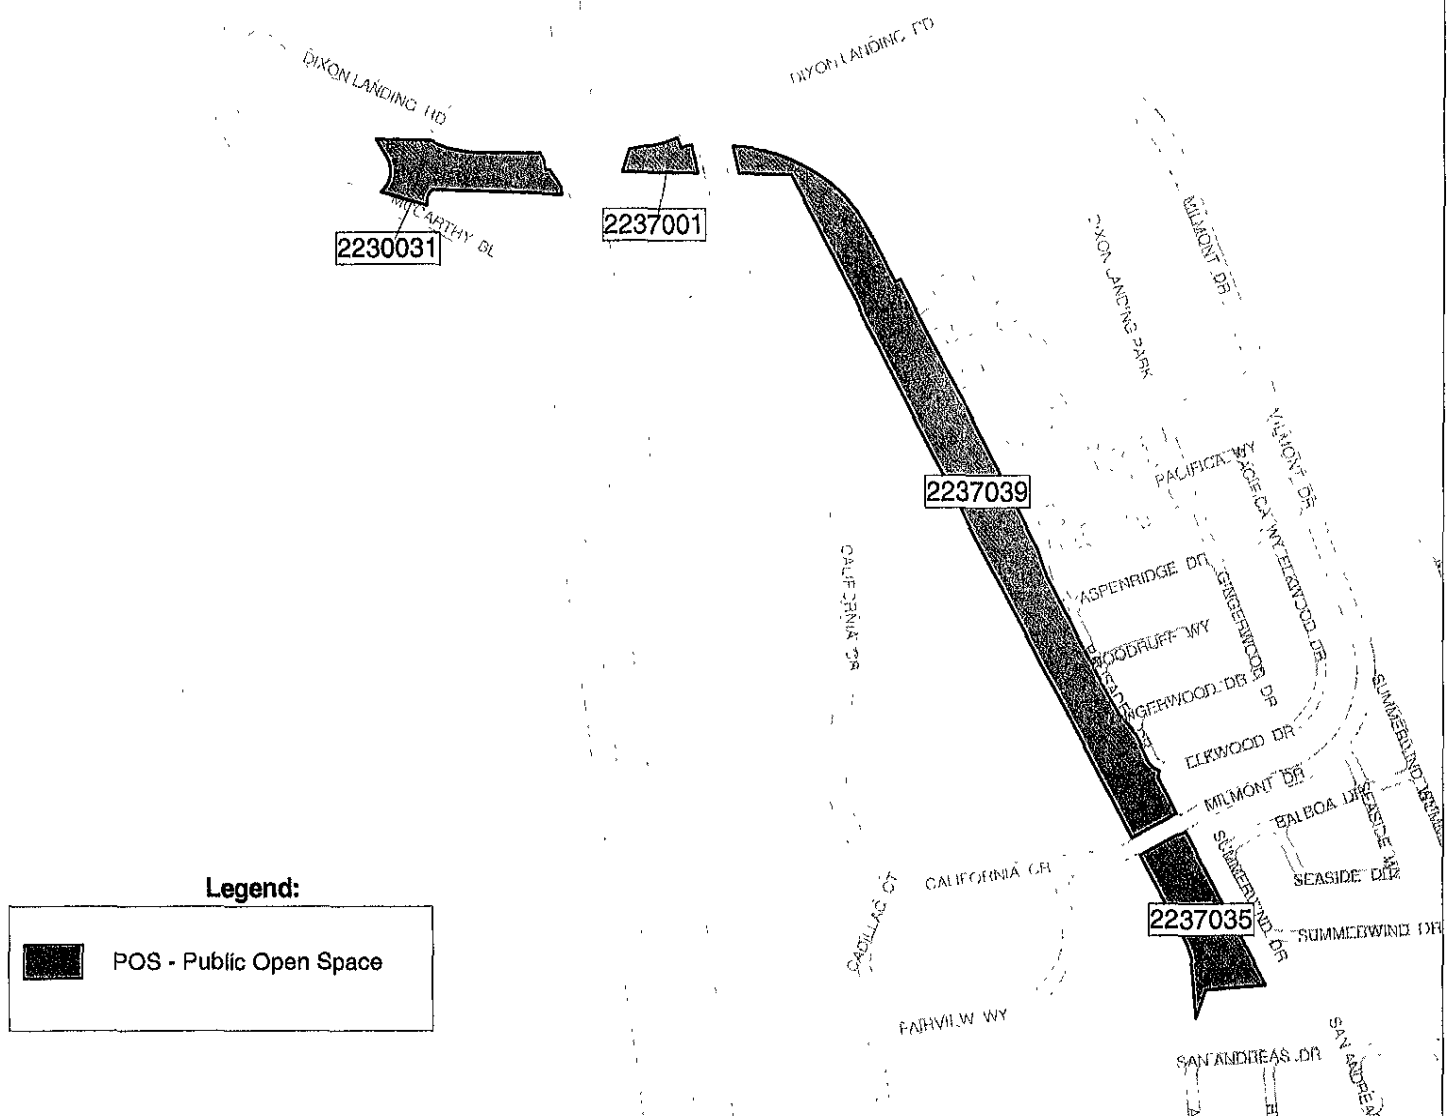 DIXON LANDING RD
DIXON LANDING RD
MCCARTHY BL
2230031
2237001
DIXON LANDING PARK
MILMONT DR
MILMONT DR
2237039
PACIFICA WY
PACIFICA WY
ELKWOOD DR
CALIFORNIA DR
ASPENRIDGE DR
GINGERWOOD DR
WOODRUFF WY
GINGERWOOD DR
ELKWOOD DR
MILMONT DR
BALBOA DR
SEASIDE
SUMMERWIND
CALIFORNIA CR
CADILLAC CT
SUMMERWIND DR
SEASIDE DR
2237035
SUMMERWIND DR
FAIRVIEW WY
SAN ANDREAS DR
SAN ANDREA
Legend:
POS - Public Open Space